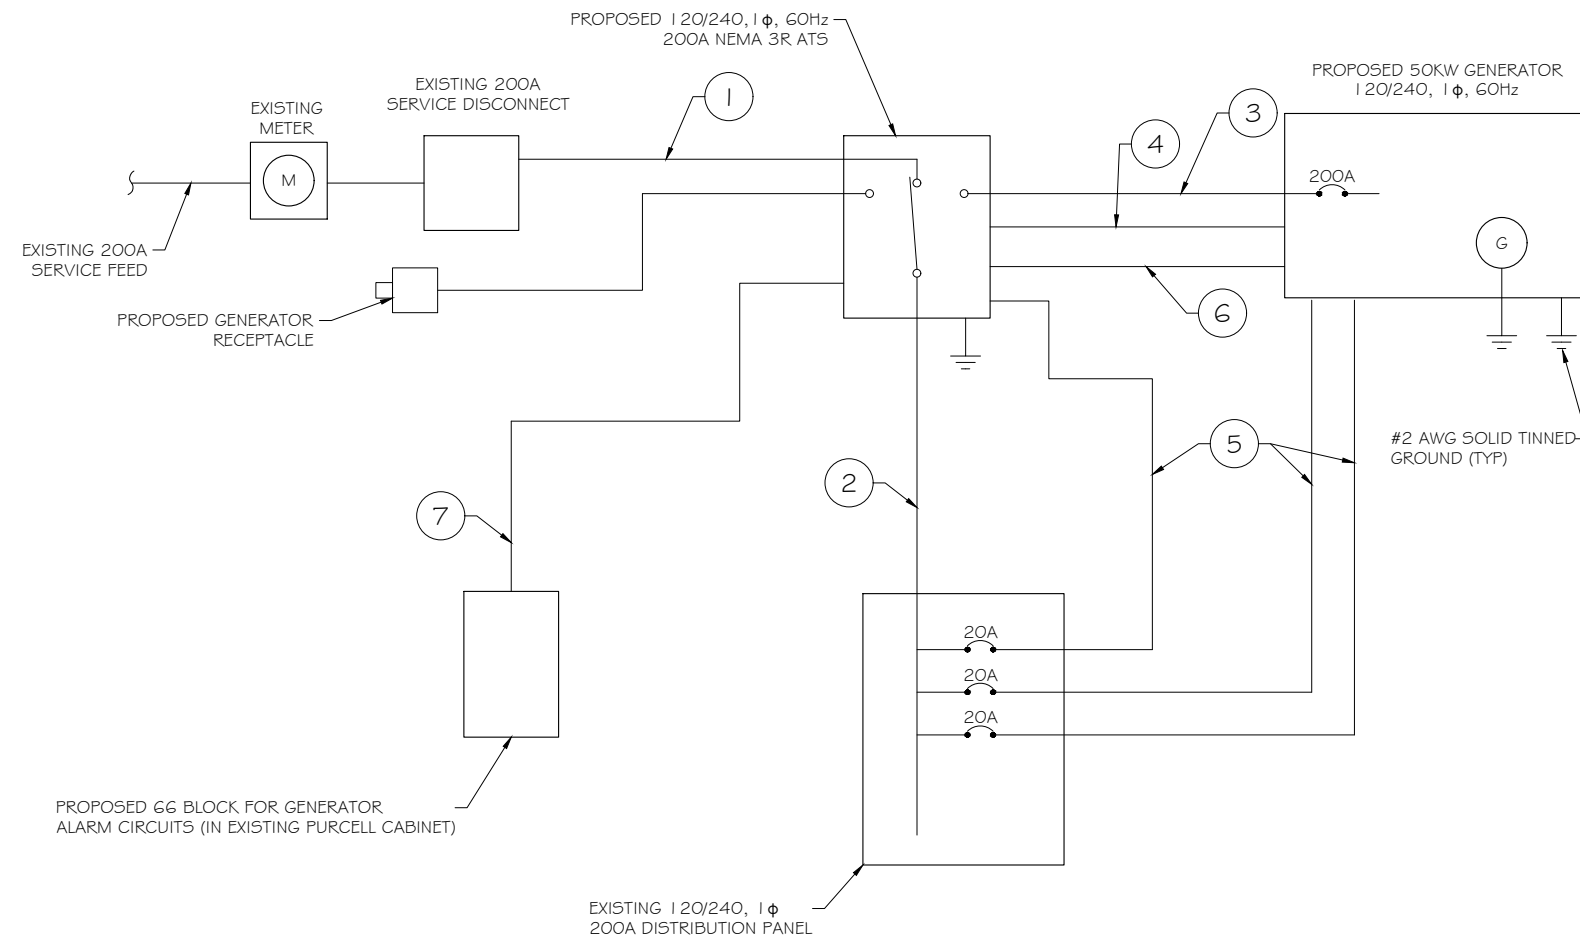 PROPOSED 120/240, 1ϕ, 60Hz
200A NEMA 3R ATS
PROPOSED 50KW GENERATOR
120/240, 1ϕ, 60Hz
EXISTING 200A
SERVICE DISCONNECT
EXISTING
METER
1
3
4
M
200A
EXISTING 200A
SERVICE FEED
G
PROPOSED GENERATOR
RECEPTACLE
6
#2 AWG SOLID TINNED
GROUND (TYP)
5
2
7
20A
20A
20A
PROPOSED 66 BLOCK FOR GENERATOR
ALARM CIRCUITS (IN EXISTING PURCELL CABINET)
EXISTING 120/240, 1ϕ
200A DISTRIBUTION PANEL